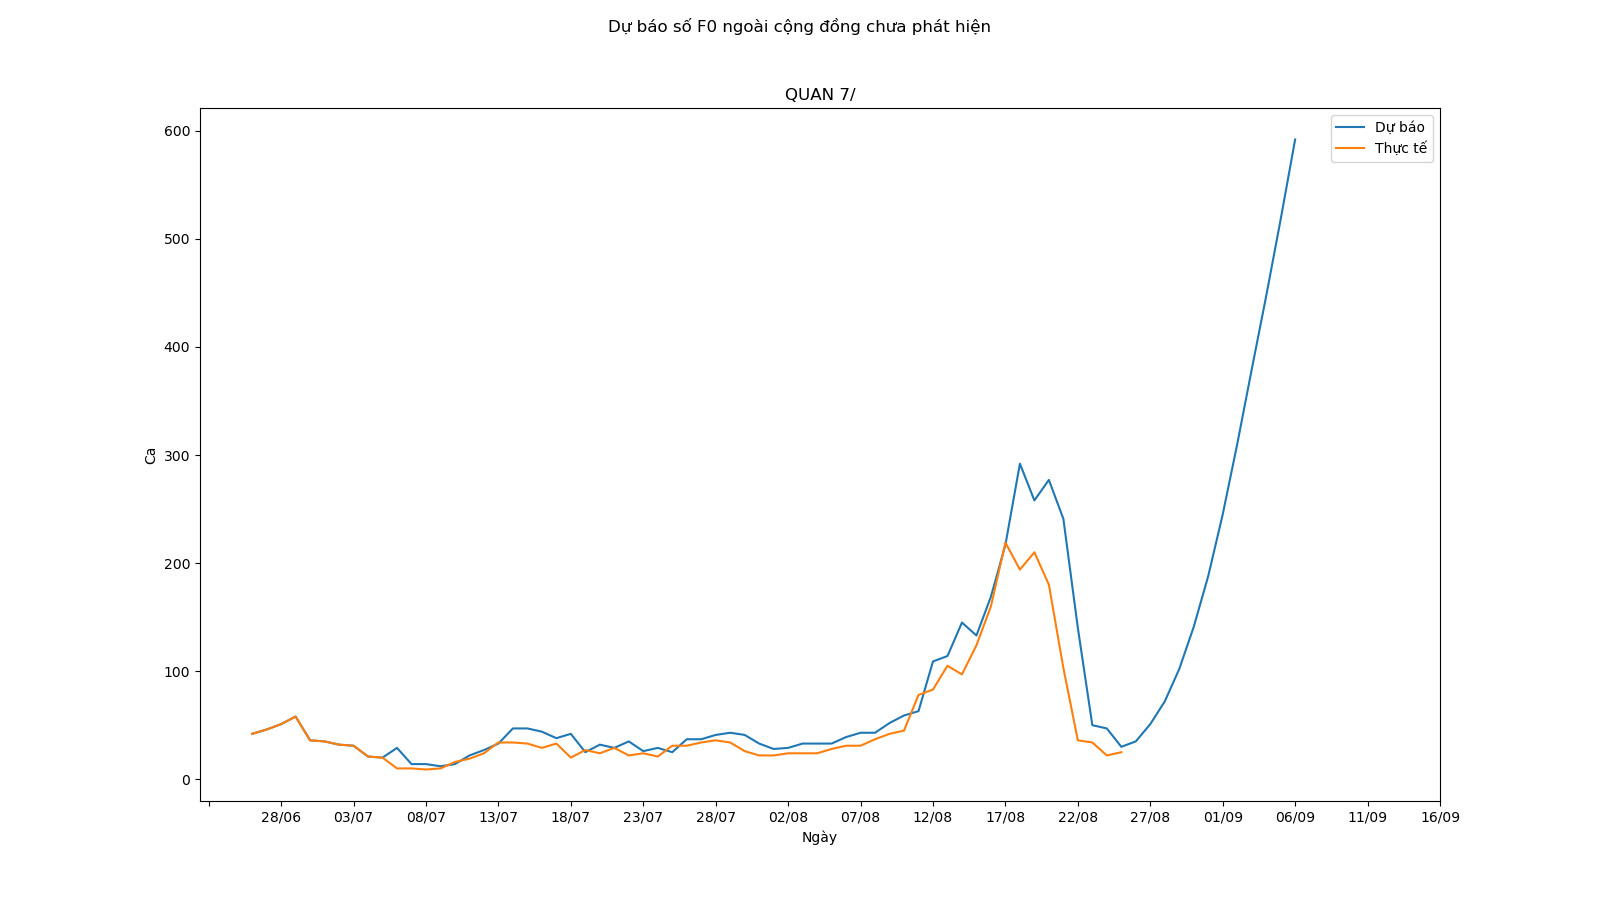 Dự báo số F0 ngoài cộng đồng chưa phát hiện
QUAN 7/
600
500
400
300
200
100
0
Ca
Dự báo
Thực tế
28/06 03/07 08/07 13/07 18/07 23/07 28/07 02/08 07/08 12/08 17/08 22/08 27/08 01/09 06/09 11/09 16/09
Ngày